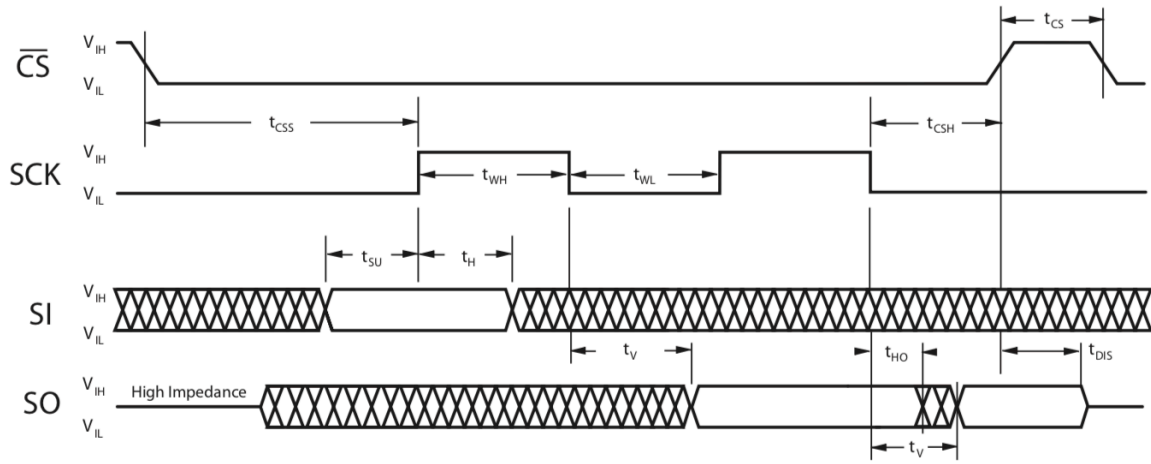 t_CS
V_IH
C̅S̅
V_IL
t_CSS
t_CSH
V_IH
SCK
t_WH
t_WL
V_IL
t_SU
t_H
V_IH
SI
V_IL
t_V
t_HO
t_DIS
V_IH
High Impedance
SO
V_IL
t_V